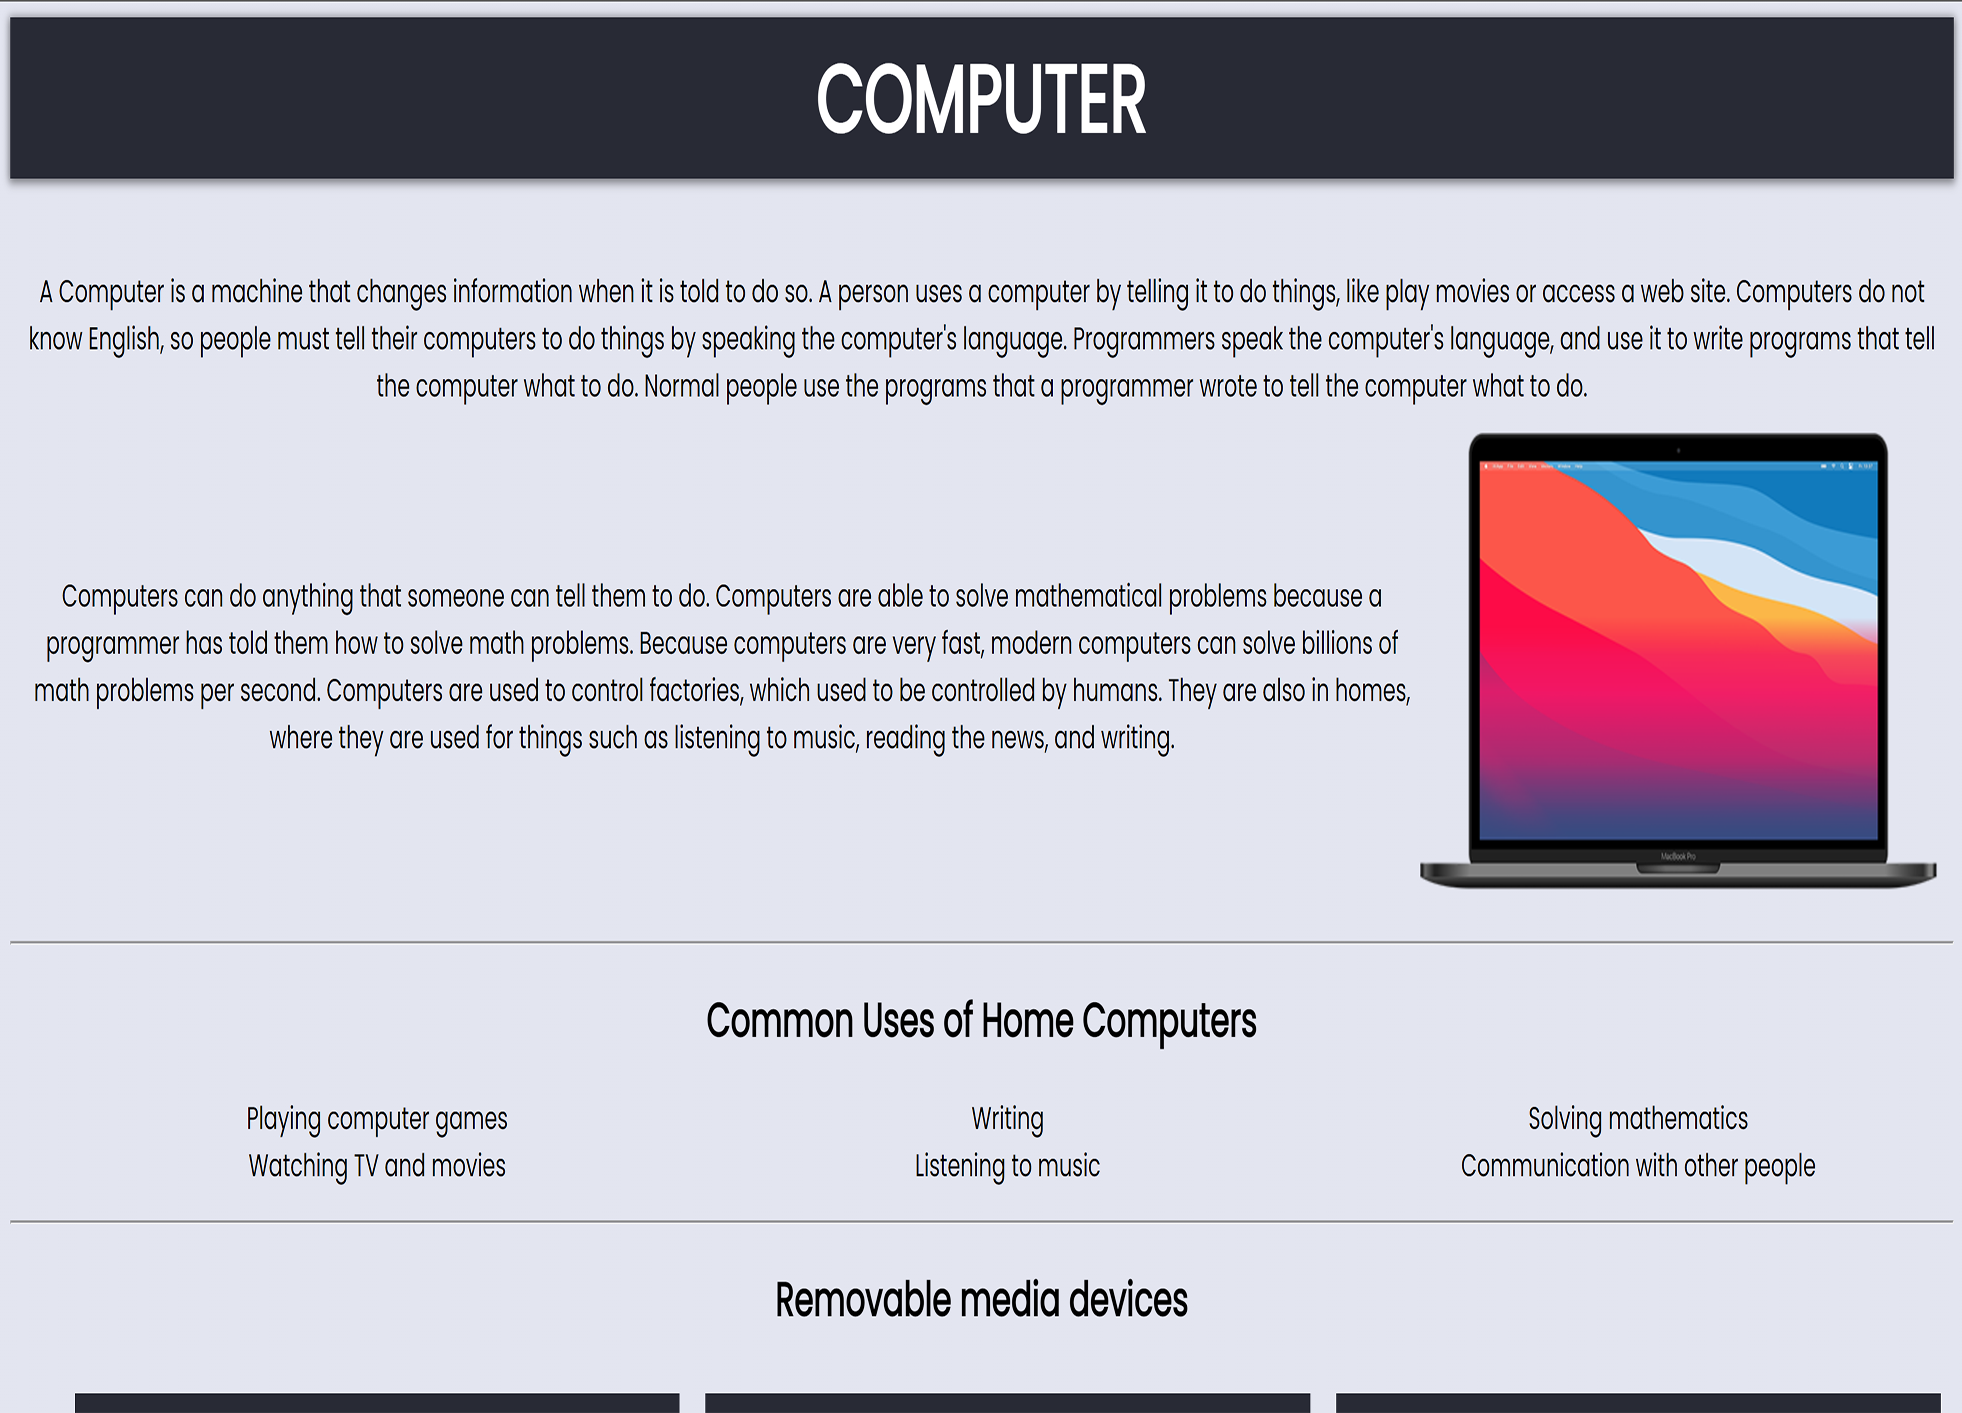 COMPUTER
A Computer is a machine that changes information when it is told to do so. A person uses a computer by telling it to do things, like play movies or access a web site. Computers do not
know English, so people must tell their computers to do things by speaking the computer's language. Programmers speak the computer's language, and use it to write programs that tell
the computer what to do. Normal people use the programs that a programmer wrote to tell the computer what to do.
Computers can do anything that someone can tell them to do. Computers are able to solve mathematical problems because a
programmer has told them how to solve math problems. Because computers are very fast, modern computers can solve billions of
math problems per second. Computers are used to control factories, which used to be controlled by humans. They are also in homes,
where they are used for things such as listening to music, reading the news, and writing.
MacBook Pro
Common Uses of Home Computers
Playing computer games
Watching TV and movies
Writing
Listening to music
Solving mathematics
Communication with other people
Removable media devices